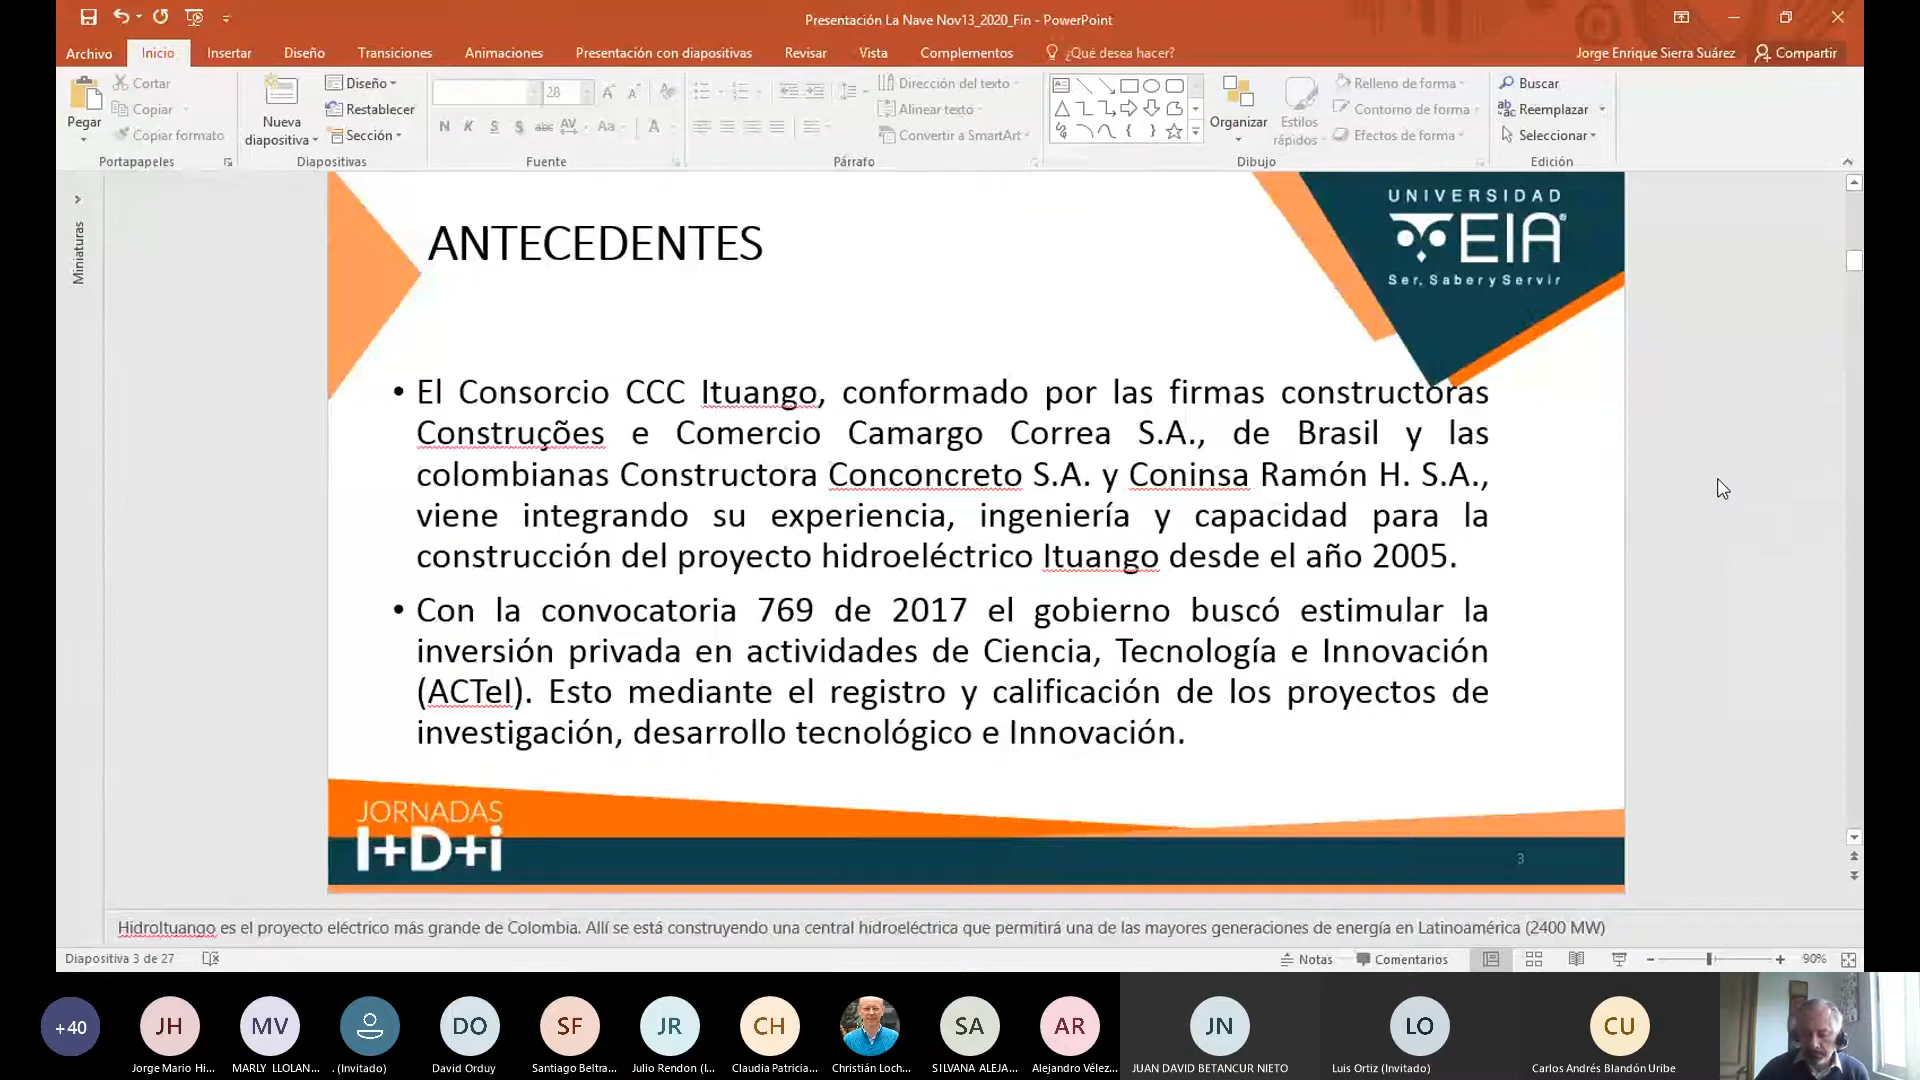 Presentación La Nave Nov13_2020_Fin - PowerPoint
Archivo Inicio Insertar Diseño Transiciones Animaciones Presentación con diapositivas Revisar Vista Complementos ¿Qué desea hacer? Jorge Enrique Sierra Suárez Compartir
Pegar
Cortar
Copiar
Copiar formato
Portapapeles
Nueva
diapositiva
Diseño
Restablecer
Sección
Diapositivas
28
N K S S abc AV Aa A
Fuente
Dirección del texto
Alinear texto
Convertir a SmartArt
Párrafo
Organizar
Estilos
rápidos
Relleno de forma
Contorno de forma
Efectos de forma
Dibujo
Buscar
Reemplazar
Seleccionar
Edición
Miniaturas
UNIVERSIDAD
EIA
Ser, Saber y Servir
ANTECEDENTES
• El Consorcio CCC Ituango, conformado por las firmas constructoras
Construções e Comercio Camargo Correa S.A., de Brasil y las
colombianas Constructora Conconcreto S.A. y Coninsa Ramón H. S.A.,
viene integrando su experiencia, ingeniería y capacidad para la
construcción del proyecto hidroeléctrico Ituango desde el año 2005.
• Con la convocatoria 769 de 2017 el gobierno buscó estimular la
inversión privada en actividades de Ciencia, Tecnología e Innovación
(ACTeI). Esto mediante el registro y calificación de los proyectos de
investigación, desarrollo tecnológico e Innovación.
JORNADAS
I+D+i
3
HidroItuango es el proyecto eléctrico más grande de Colombia. Allí se está construyendo una central hidroeléctrica que permitirá una de las mayores generaciones de energía en Latinoamérica (2400 MW)
Diapositiva 3 de 27 Notas Comentarios 90%
+40 JH MV DO SF JR CH SA AR JN LO CU
Jorge Mario Hi... MARLY LLOLAN... . (Invitado) David Orduy Santiago Beltra... Julio Rendon (I... Claudia Patricia... Christián Loch... SILVANA ALEJA... Alejandro Vélez... JUAN DAVID BETANCUR NIETO Luis Ortiz (Invitado) Carlos Andrés Blandón Uribe